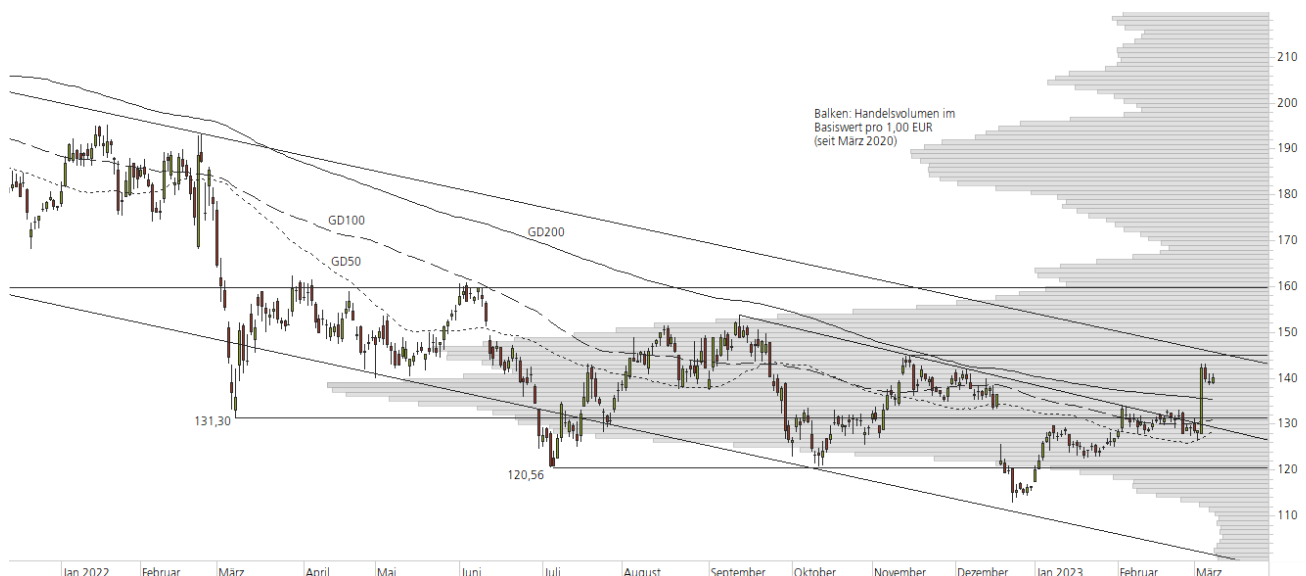 Balken: Handelsvolumen im
Basiswert pro 1,00 EUR
(seit März 2020)
210
200
190
180
170
160
150
140
130
120
110
GD100
GD200
GD50
131,30
120,56
Jan 2022 Februar März April Mai Juni Juli August September Oktober November Dezember Jan 2023 Februar März